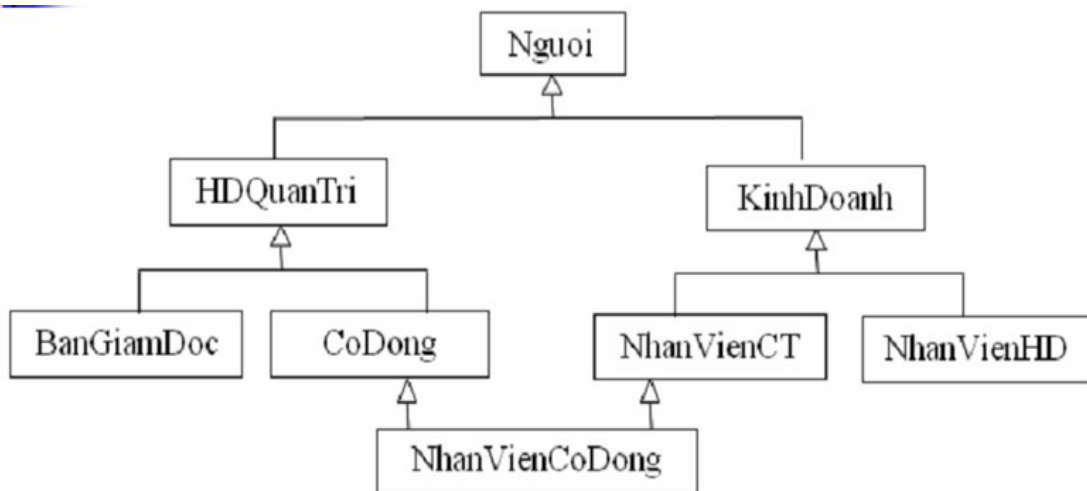 Nguoi
HDQuanTri
KinhDoanh
BanGiamDoc
CoDong
NhanVienCT
NhanVienHD
NhanVienCoDong